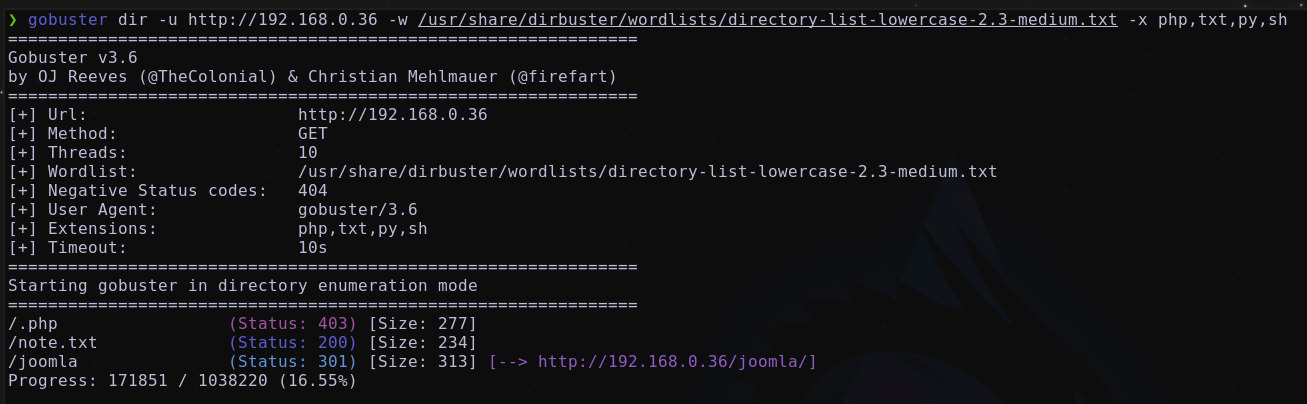 ❯ gobuster dir -u http://192.168.0.36 -w /usr/share/dirbuster/wordlists/directory-list-lowercase-2.3-medium.txt -x php,txt,py,sh
===============================================================
Gobuster v3.6
by OJ Reeves (@TheColonial) & Christian Mehlmauer (@firefart)
===============================================================
[+] Url:                     http://192.168.0.36
[+] Method:                  GET
[+] Threads:                 10
[+] Wordlist:                /usr/share/dirbuster/wordlists/directory-list-lowercase-2.3-medium.txt
[+] Negative Status codes:   404
[+] User Agent:              gobuster/3.6
[+] Extensions:              php,txt,py,sh
[+] Timeout:                 10s
===============================================================
Starting gobuster in directory enumeration mode
===============================================================
/.php                 (Status: 403) [Size: 277]
/note.txt             (Status: 200) [Size: 234]
/joomla               (Status: 301) [Size: 313] [--> http://192.168.0.36/joomla/]
Progress: 171851 / 1038220 (16.55%)